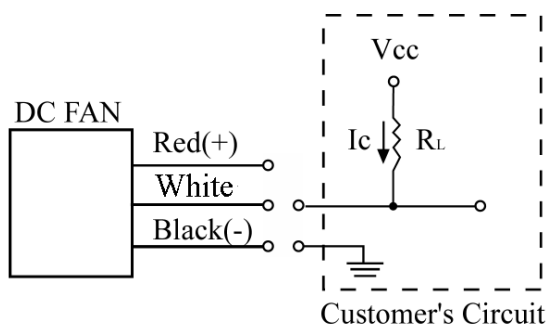 Vcc
DC FAN
Red(+)
Ic RL
White
Black(-)
Customer's Circuit